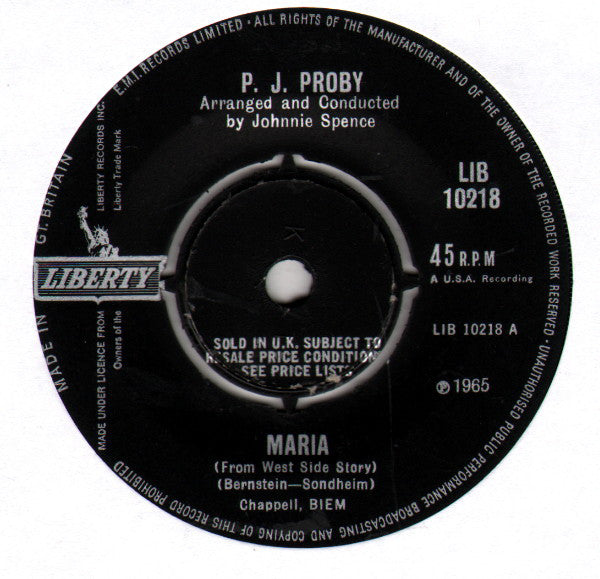 E.M.I. RECORDS LIMITED · ALL RIGHTS OF THE MANUFACTURER AND OF THE OWNER OF THE RECORDED WORK RESERVED · UNAUTHORISED PUBLIC PERFORMANCE BROADCASTING AND COPYING OF THIS RECORD PROHIBITED
P. J. PROBY
Arranged and Conducted
by Johnnie Spence
LIB
10218
45 R.P.M
A U.S.A. Recording
LIB 10218 A
℗ 1965
MADE IN GT. BRITAIN
LIBERTY
LIBERTY RECORDS INC.
Liberty Trade Mark
MADE UNDER LICENCE FROM
Owners of the
SOLD IN U.K. SUBJECT TO
RESALE PRICE CONDITION
SEE PRICE LISTS
MARIA
(From West Side Story)
(Bernstein—Sondheim)
Chappell, BIEM